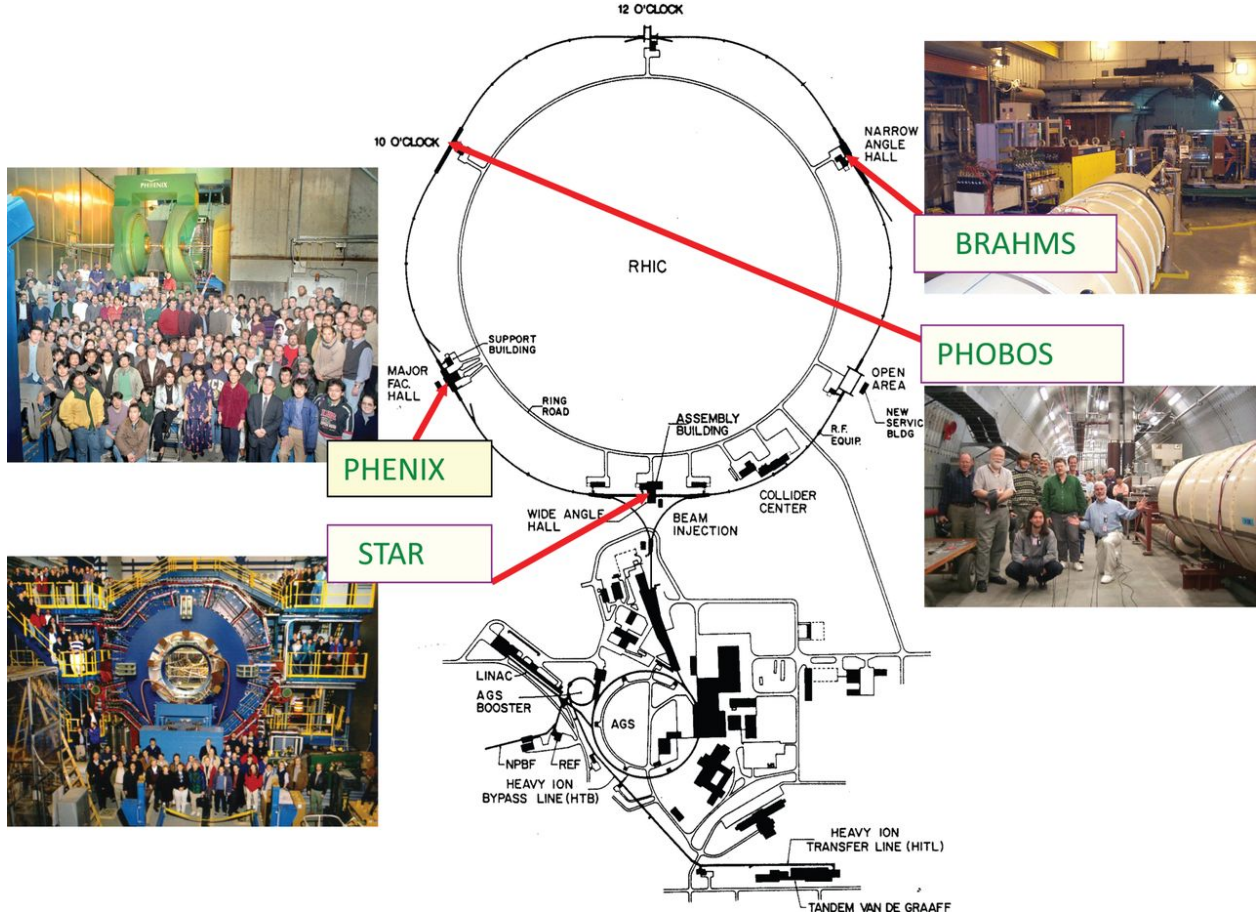 12 O'CLOCK
10 O'CLOCK
NARROW
ANGLE
HALL
PHENIX
BRAHMS
RHIC
PHOBOS
SUPPORT
BUILDING
MAJOR
FAC.
HALL
OPEN
AREA
RING
ROAD
ASSEMBLY
BUILDING
NEW
SERVIC
BLDG
R.F.
EQUIP.
PHENIX
COLLIDER
CENTER
WIDE ANGLE
HALL
BEAM
INJECTION
STAR
LINAC
AGS
BOOSTER
AGS
NPBF
REF
HEAVY ION
BYPASS LINE (HTB)
HEAVY ION
TRANSFER LINE (HITL)
TANDEM VAN DE GRAAFF